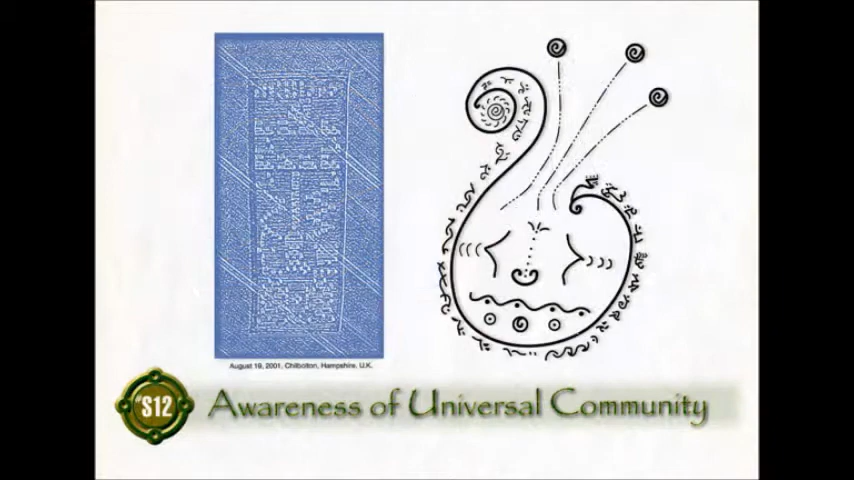 August 19, 2001, Chilbolton, Hampshire, U.K.
#S12
Awareness of Universal Community